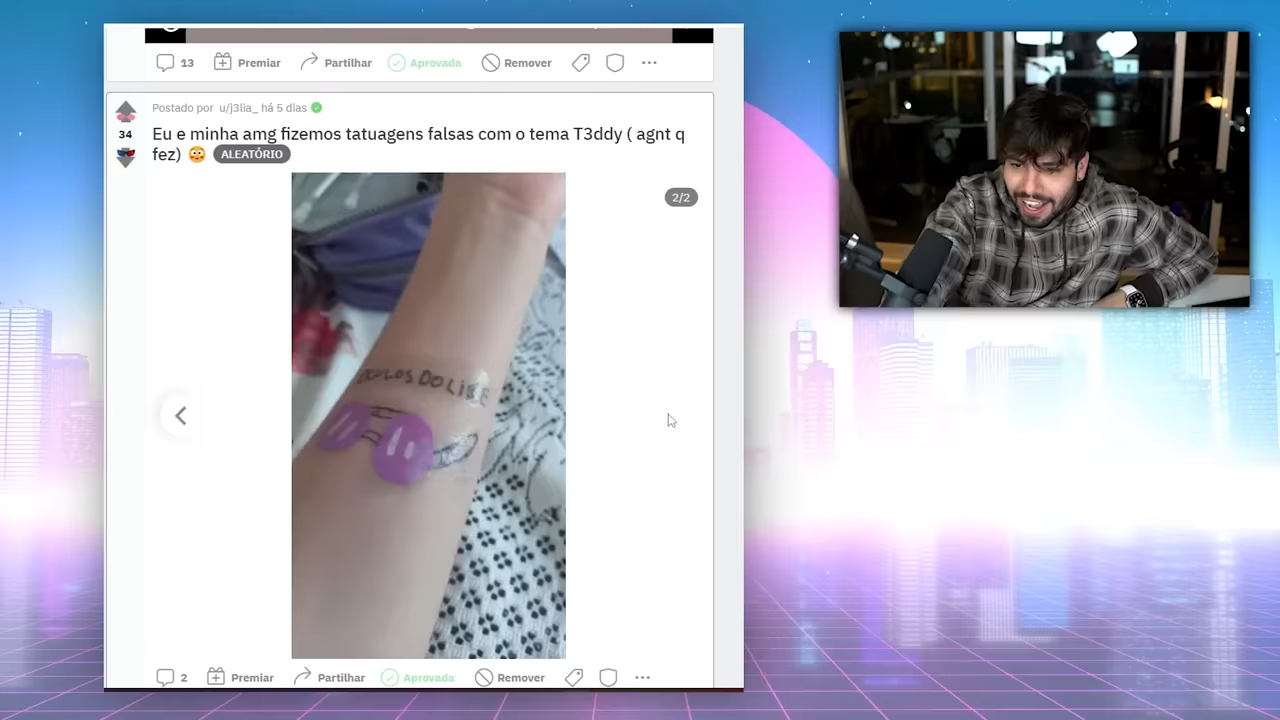 13 Premiar Partilhar Aprovada Remover
Postado por u/j3lia_ há 5 dias
34
Eu e minha amg fizemos tatuagens falsas com o tema T3ddy ( agnt q
fez) ALEATÓRIO
2/2
2 Premiar Partilhar Aprovada Remover